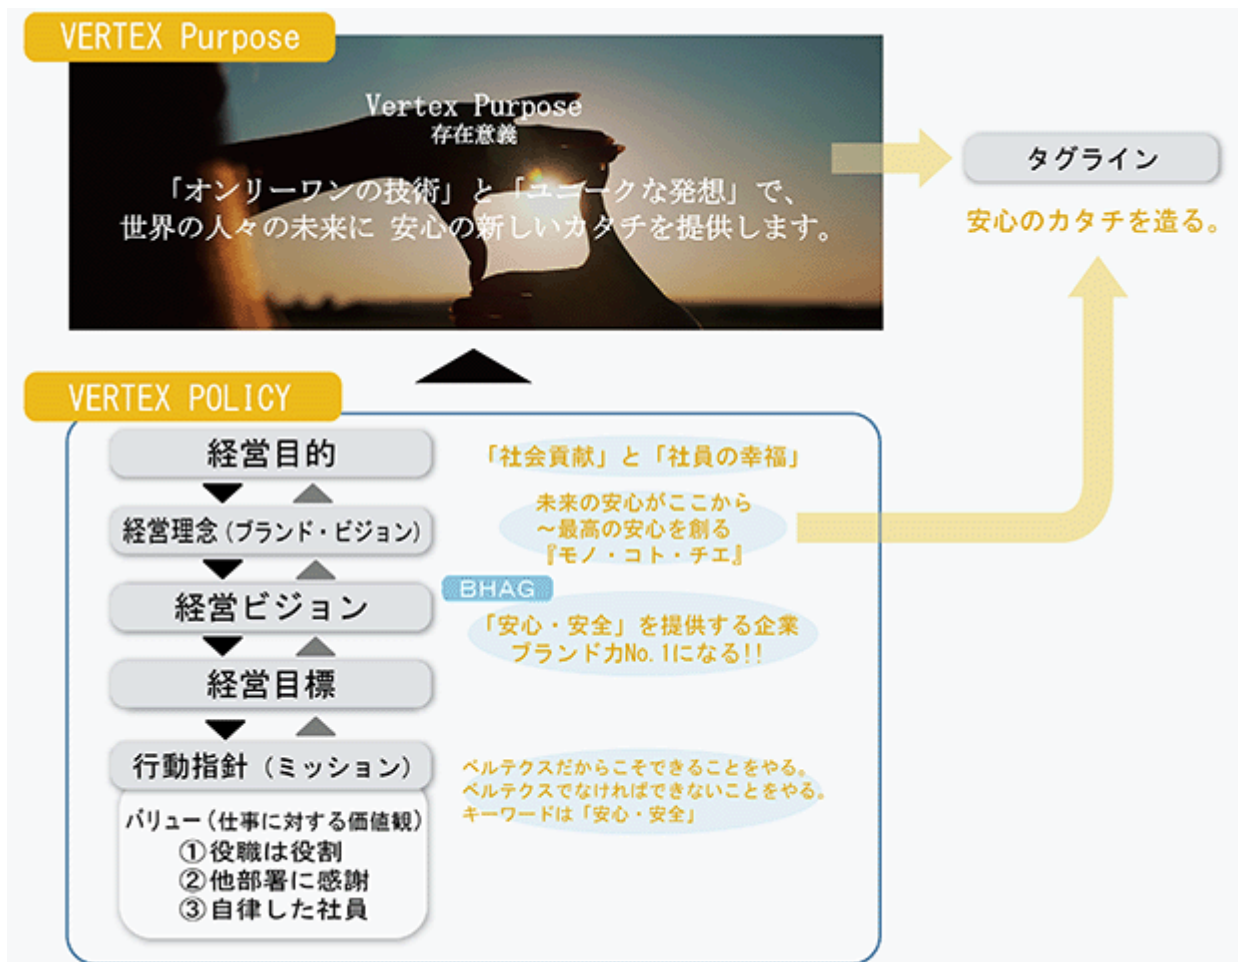 VERTEX Purpose
Vertex Purpose
存在意義
「オンリーワンの技術」と「ユニークな発想」で、
世界の人々の未来に 安心の新しいカタチを提供します。
タグライン
安心のカタチを造る。
VERTEX POLICY
経営目的
「社会貢献」と「社員の幸福」
経営理念(ブランド・ビジョン)
未来の安心がここから
～最高の安心を創る
『モノ・コト・チエ』
経営ビジョン
BHAG
「安心・安全」を提供する企業
ブランド力No.1になる!!
経営目標
行動指針(ミッション)
ベルテクスだからこそできることをやる。
ベルテクスでなければできないことをやる。
キーワードは「安心・安全」
バリュー(仕事に対する価値観)
①役職は役割
②他部署に感謝
③自律した社員